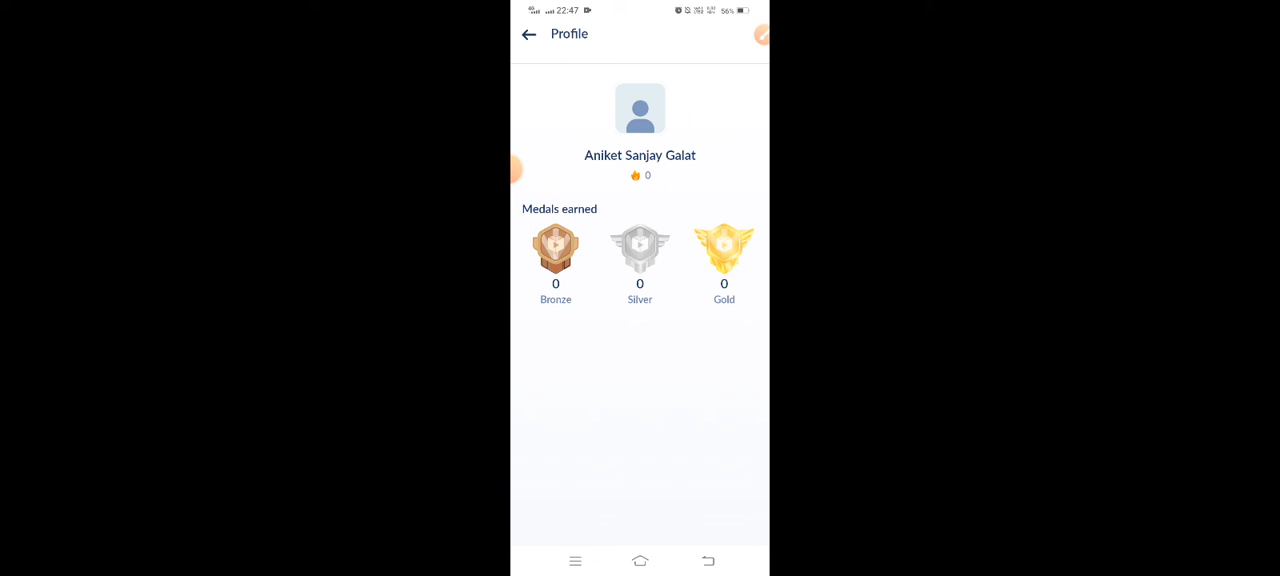 22:47
56%
Profile
Aniket Sanjay Galat
0
Medals earned
0 0 0
Bronze Silver Gold